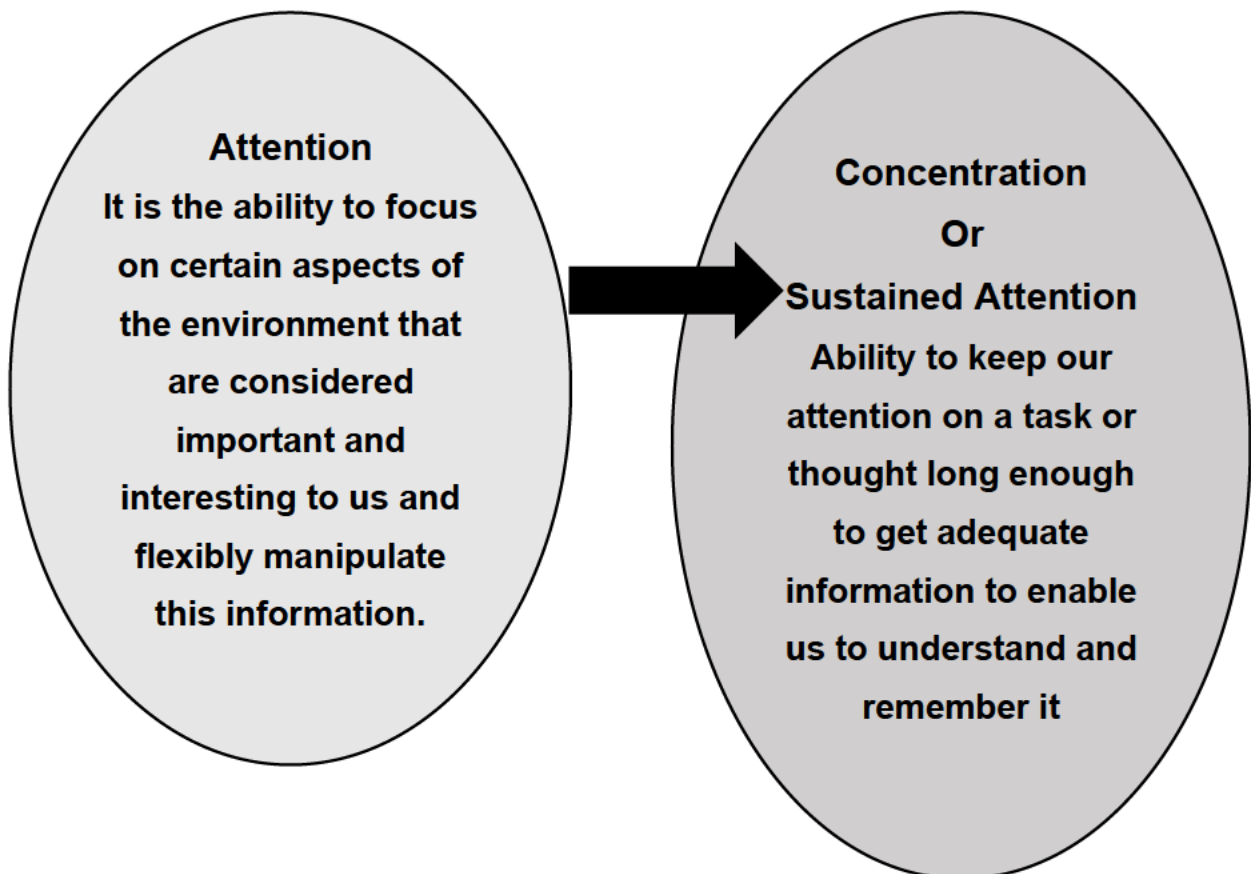 Attention
It is the ability to focus
on certain aspects of
the environment that
are considered
important and
interesting to us and
flexibly manipulate
this information.
Concentration
Or
Sustained Attention
Ability to keep our
attention on a task or
thought long enough
to get adequate
information to enable
us to understand and
remember it